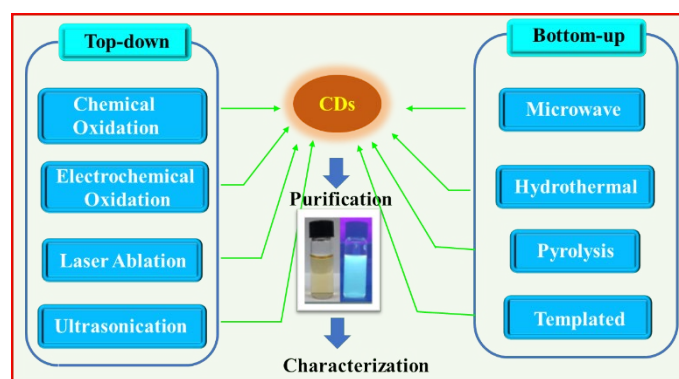 Top-down
Chemical
Oxidation
Electrochemical
Oxidation
Laser Ablation
Ultrasonication
CDs
Purification
Characterization
Bottom-up
Microwave
Hydrothermal
Pyrolysis
Templated